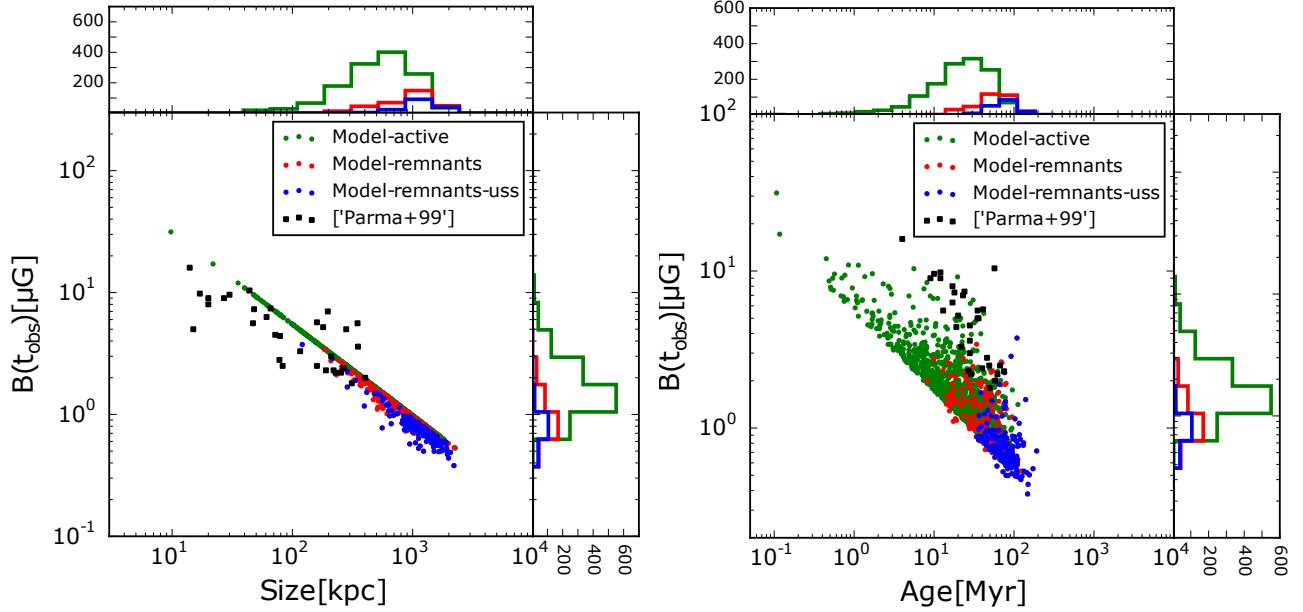 600
400
200
Model-active
Model-remnants
Model-remnants-uss
['Parma+99']
10²
10¹
10⁰
10⁻¹
B(t_obs)[µG]
10¹ 10² 10³ 10⁴
200 400 600
Size[kpc]
600
400
200
10²
Model-active
Model-remnants
Model-remnants-uss
['Parma+99']
10¹
10⁰
B(t_obs)[µG]
10⁻¹ 10⁰ 10¹ 10² 10³ 10⁴
200 400 600
Age[Myr]